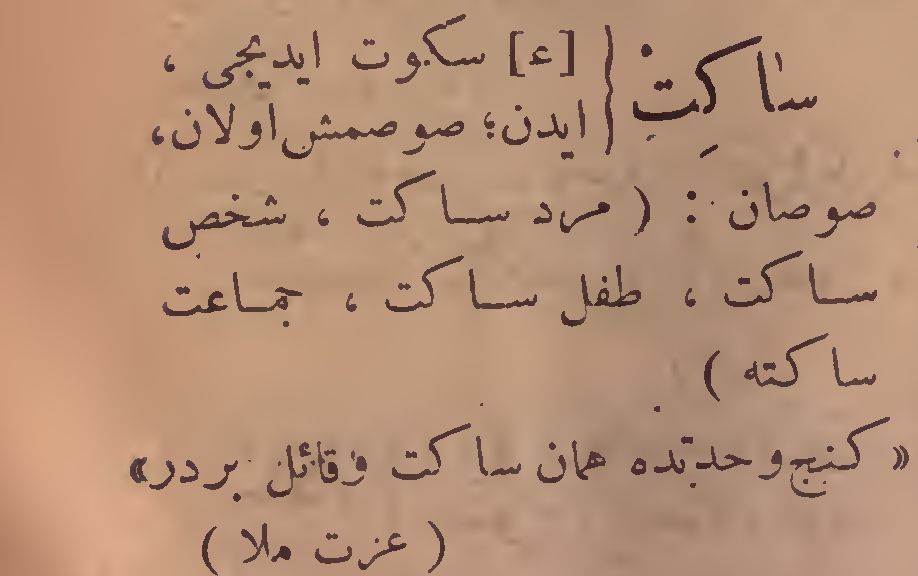 ساكِت { [ع] سكوت ايديجى ،
ايدن؛ صوصمش اولان،
صوصان : ( مرد ساكت ، شخص
ساكت ، طفل ساكت ، جماعت
ساكته )
« كنج وحدتده همان ساكت و قائل بردر»
( عزت ملا )